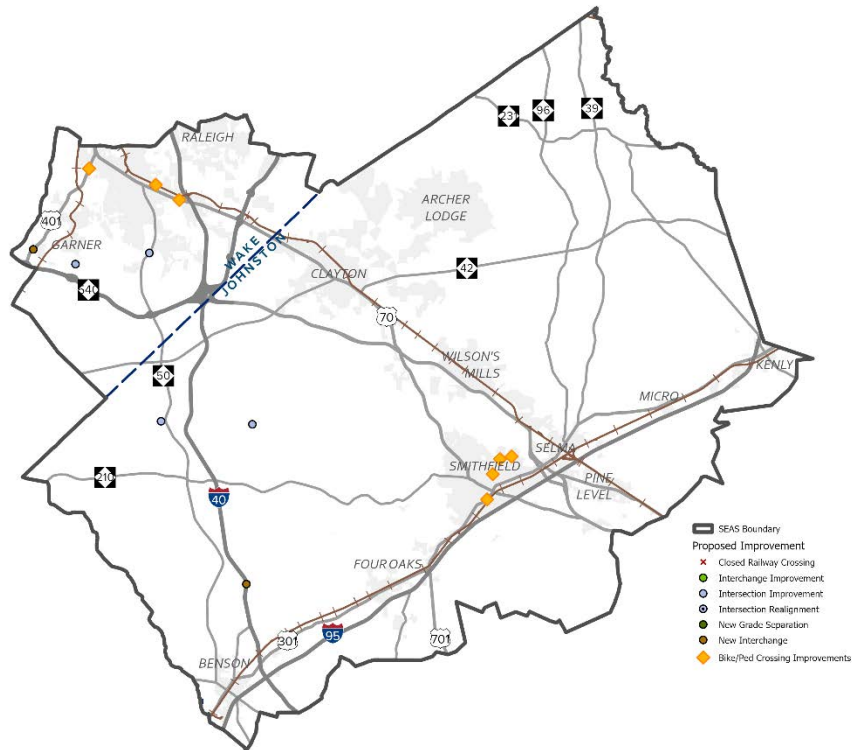 231
96
39
RALEIGH
ARCHER
LODGE
401
GARNER
WAKE
JOHNSTON
42
CLAYTON
540
70
WILSON'S
MILLS
50
KENLY
MICRO
SELMA
SMITHFIELD
PINE
LEVEL
210
40
FOUR OAKS
301
95
701
BENSON
SEAS Boundary
Proposed Improvement
Closed Railway Crossing
Interchange Improvement
Intersection Improvement
Intersection Realignment
New Grade Separation
New Interchange
Bike/Ped Crossing Improvements